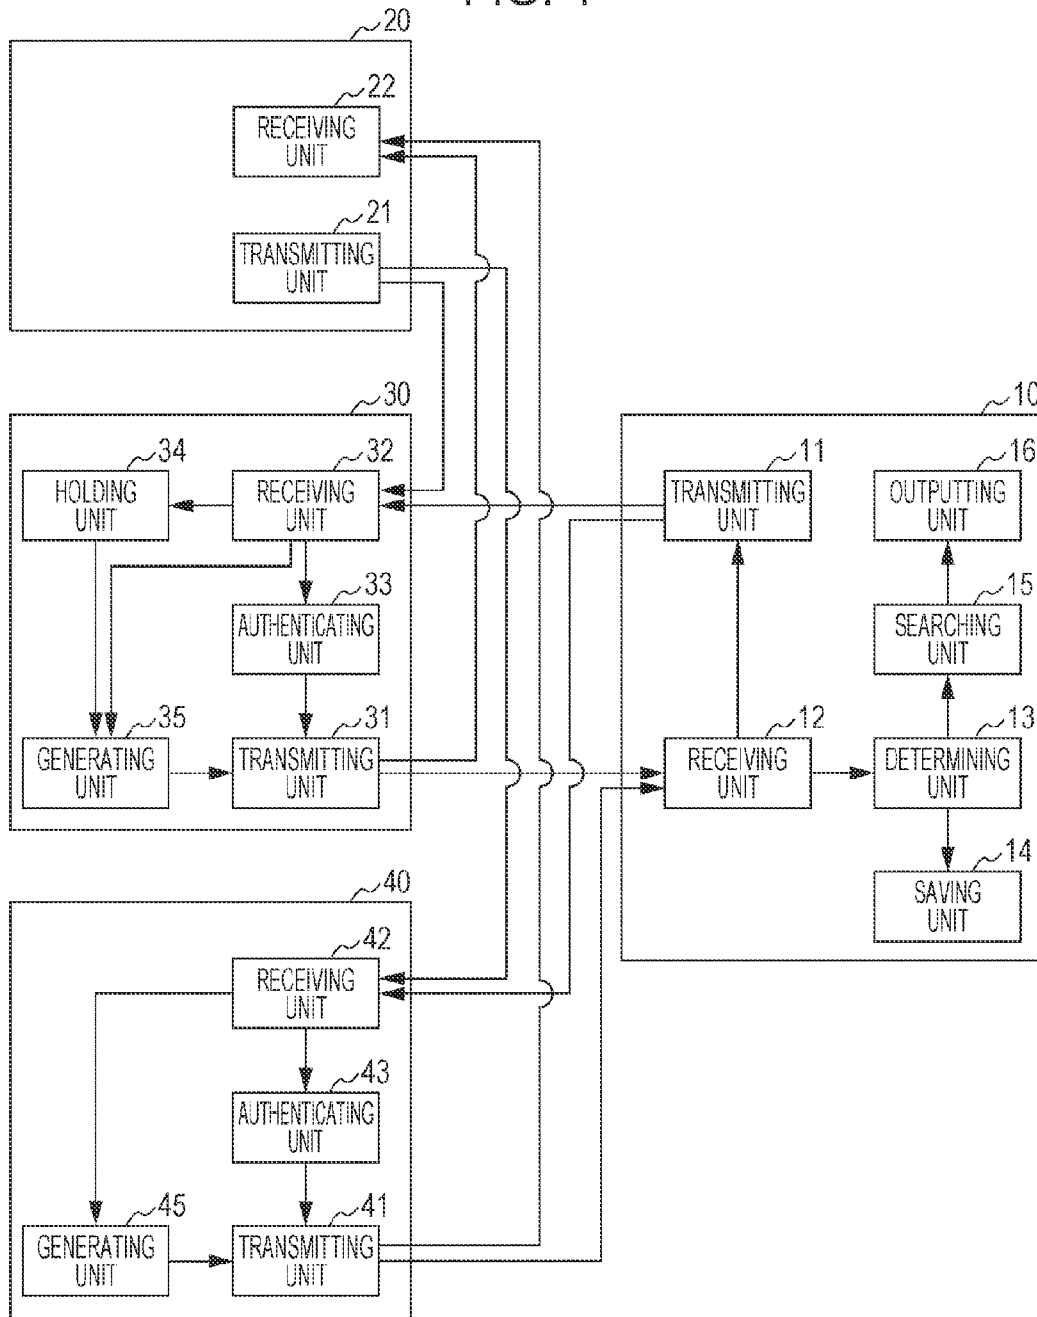 20
22
RECEIVING
UNIT
21
TRANSMITTING
UNIT
30
34
HOLDING
UNIT
32
RECEIVING
UNIT
33
AUTHENTICATING
UNIT
35
GENERATING
UNIT
31
TRANSMITTING
UNIT
10
11
TRANSMITTING
UNIT
16
OUTPUTTING
UNIT
15
SEARCHING
UNIT
12
RECEIVING
UNIT
13
DETERMINING
UNIT
14
SAVING
UNIT
40
42
RECEIVING
UNIT
43
AUTHENTICATING
UNIT
45
GENERATING
UNIT
41
TRANSMITTING
UNIT